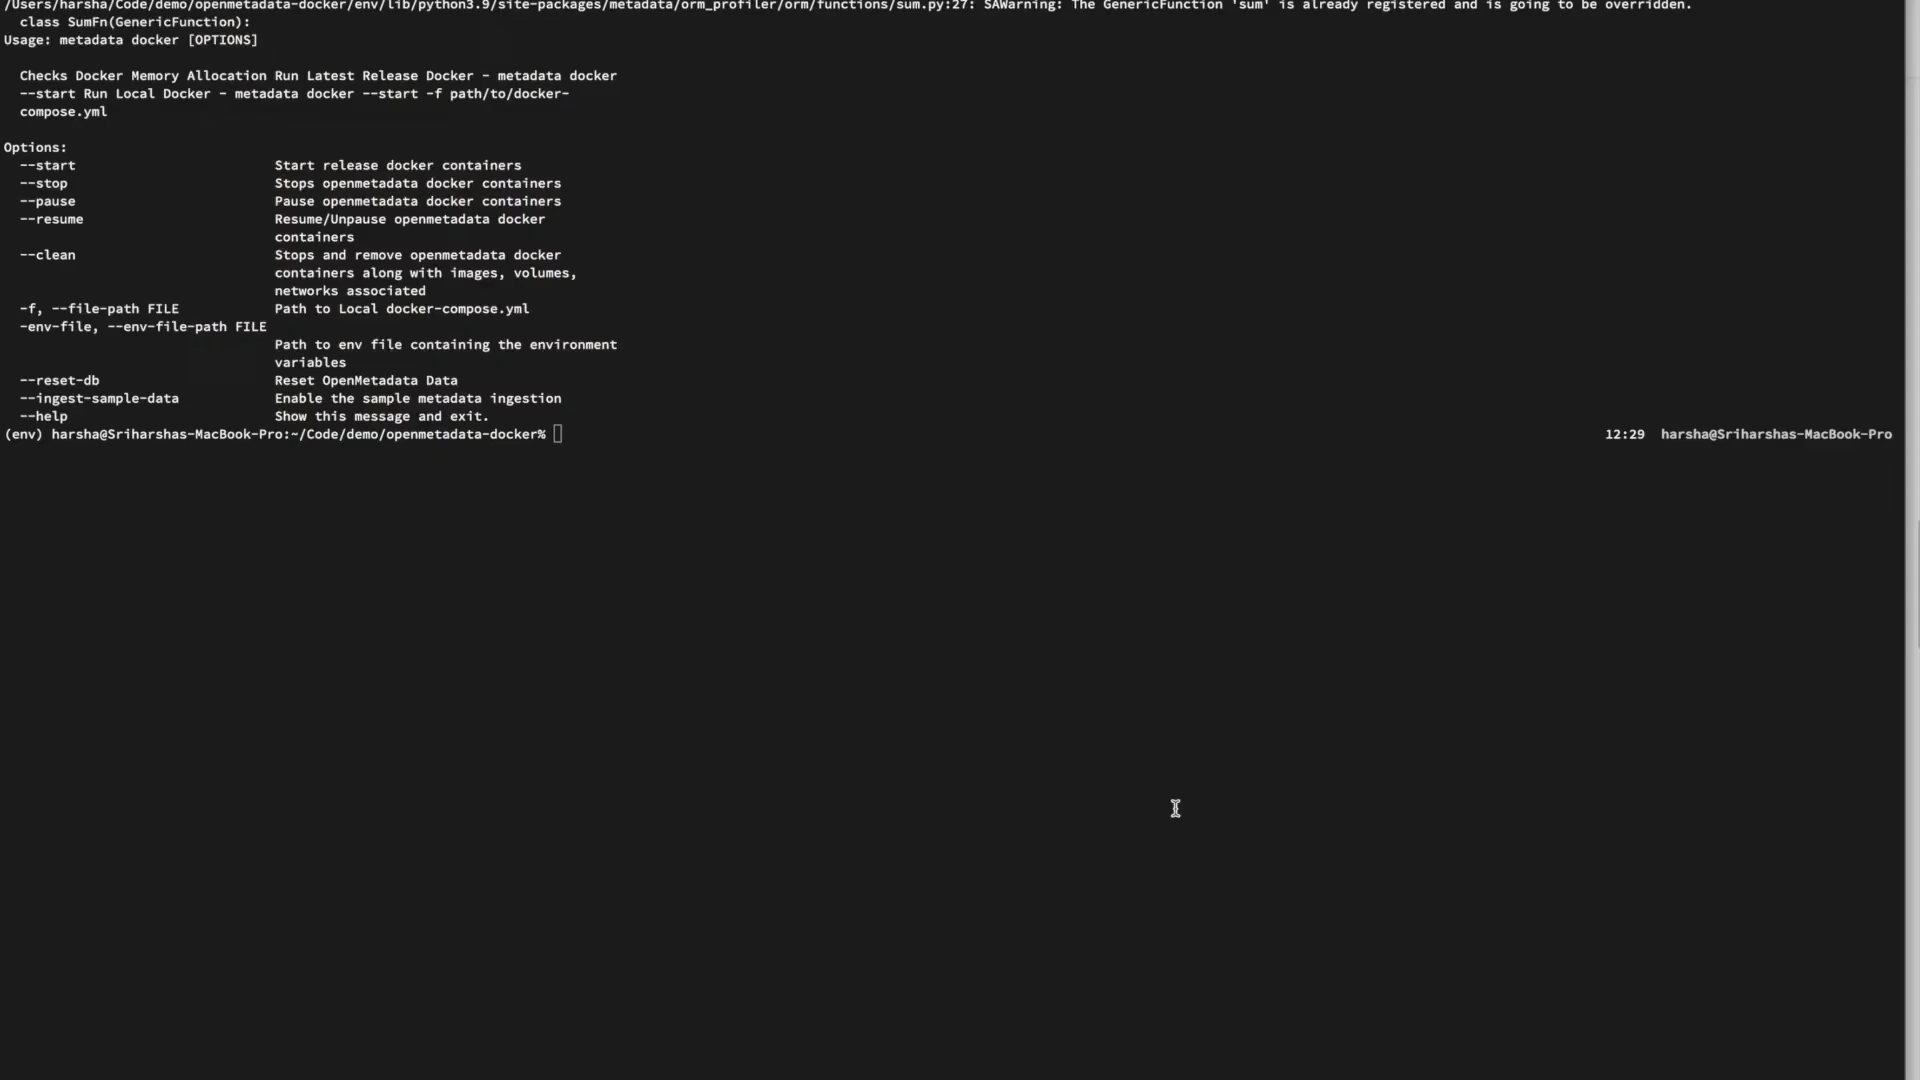 /Users/harsha/Code/demo/openmetadata-docker/env/lib/python3.9/site-packages/metadata/orm_profiler/orm/functions/sum.py:27: SAWarning: The GenericFunction 'sum' is already registered and is going to be overridden.
  class SumFn(GenericFunction):
Usage: metadata docker [OPTIONS]

  Checks Docker Memory Allocation Run Latest Release Docker - metadata docker
  --start Run Local Docker - metadata docker --start -f path/to/docker-
  compose.yml

Options:
  --start                         Start release docker containers
  --stop                          Stops openmetadata docker containers
  --pause                         Pause openmetadata docker containers
  --resume                        Resume/Unpause openmetadata docker
                                  containers
  --clean                         Stops and remove openmetadata docker
                                  containers along with images, volumes,
                                  networks associated
  -f, --file-path FILE            Path to Local docker-compose.yml
  -env-file, --env-file-path FILE
                                  Path to env file containing the environment
                                  variables
  --reset-db                      Reset OpenMetadata Data
  --ingest-sample-data            Enable the sample metadata ingestion
  --help                          Show this message and exit.
(env) harsha@Sriharshas-MacBook-Pro:~/Code/demo/openmetadata-docker% 12:29 harsha@Sriharshas-MacBook-Pro